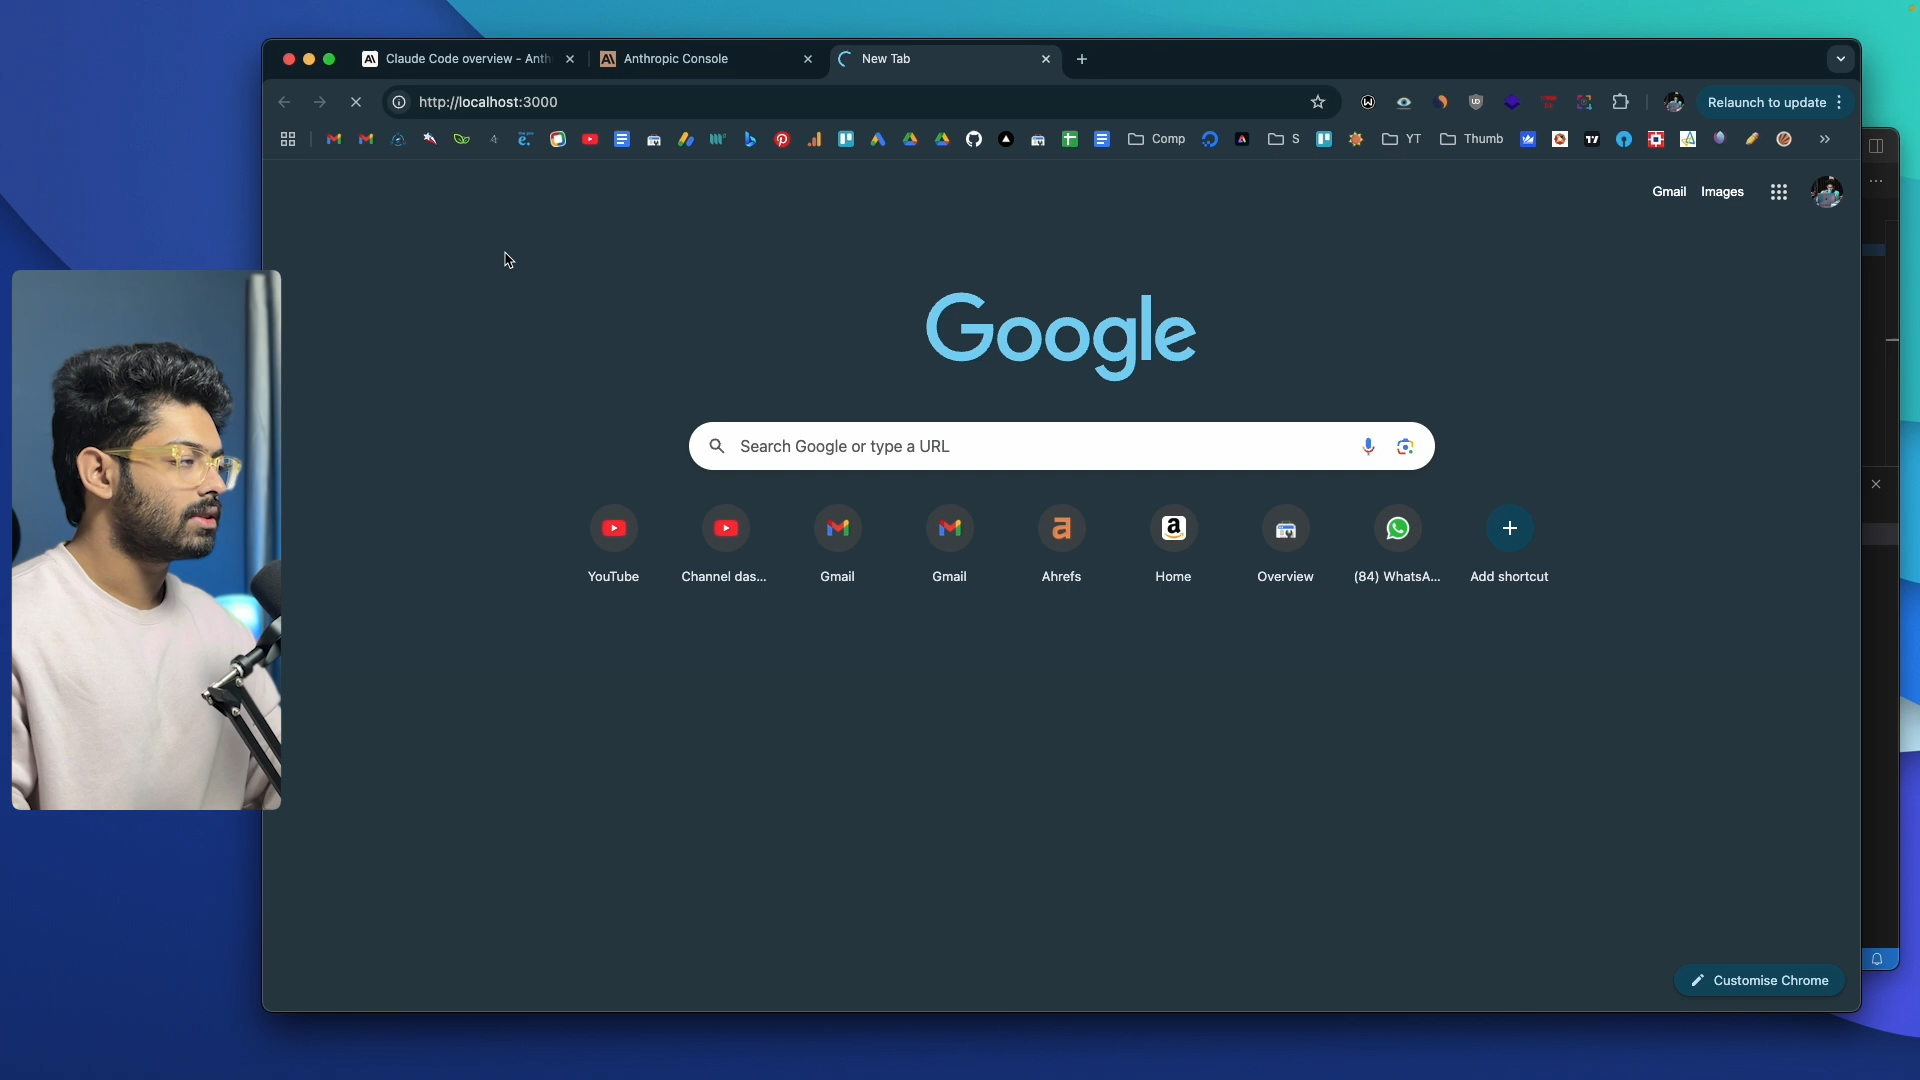 Claude Code overview - Anth
Anthropic Console
New Tab
http://localhost:3000
Relaunch to update
Comp
S
YT
Thumb
Gmail
Images
Google
Search Google or type a URL
YouTube
Channel das...
Gmail
Gmail
Ahrefs
Home
Overview
(84) WhatsA...
Add shortcut
Customise Chrome